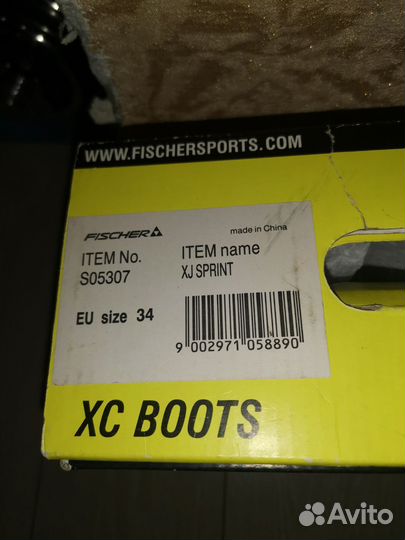 WWW.FISCHERSPORTS.COM
FISCHER
made in China
ITEM No.
S05307
ITEM name
XJ SPRINT
EU size 34
9 002971 058890
XC BOOTS
Avito